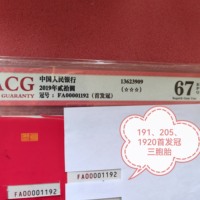 ACG
GUARANTY
中国人民银行
2019年贰拾圆
冠号：FA00001192（首发冠）
13623909
(☆☆☆)
67
191、205、
1920首发冠
三胞胎
FA00001192
FA00001192